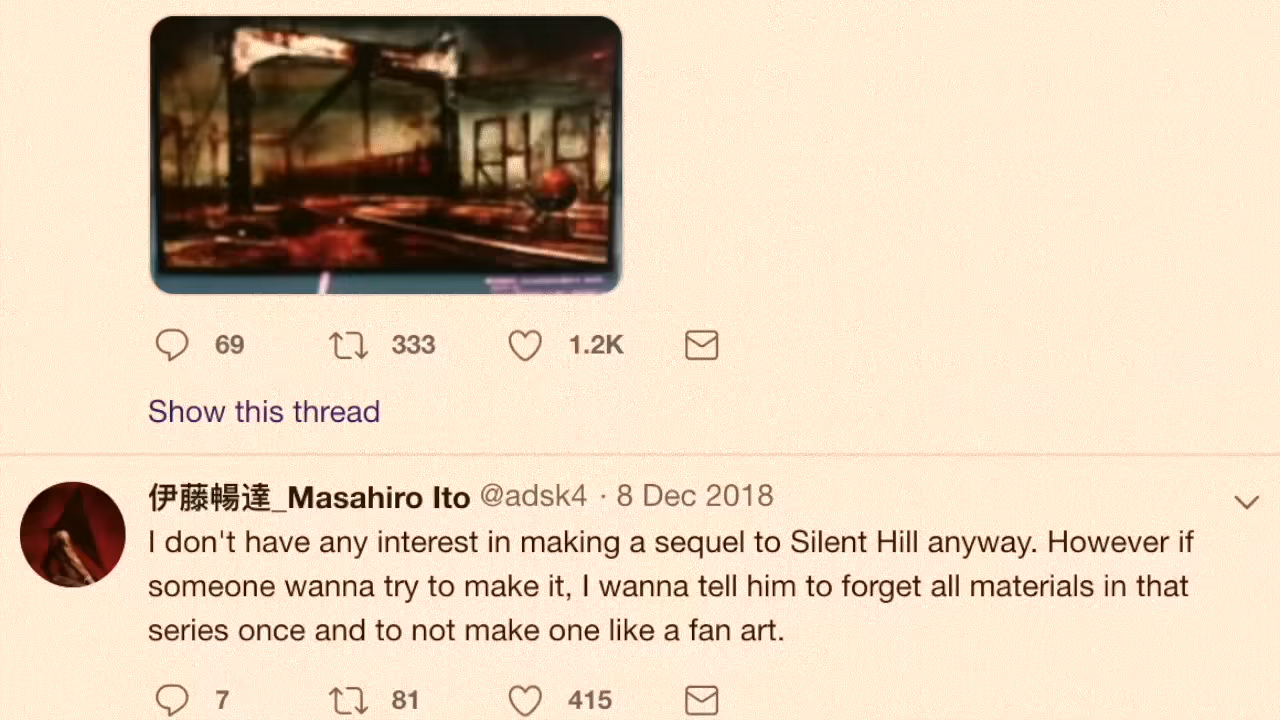 69 333 1.2K
Show this thread
伊藤暢達_Masahiro Ito @adsk4 · 8 Dec 2018
I don't have any interest in making a sequel to Silent Hill anyway. However if
someone wanna try to make it, I wanna tell him to forget all materials in that
series once and to not make one like a fan art.
7 81 415